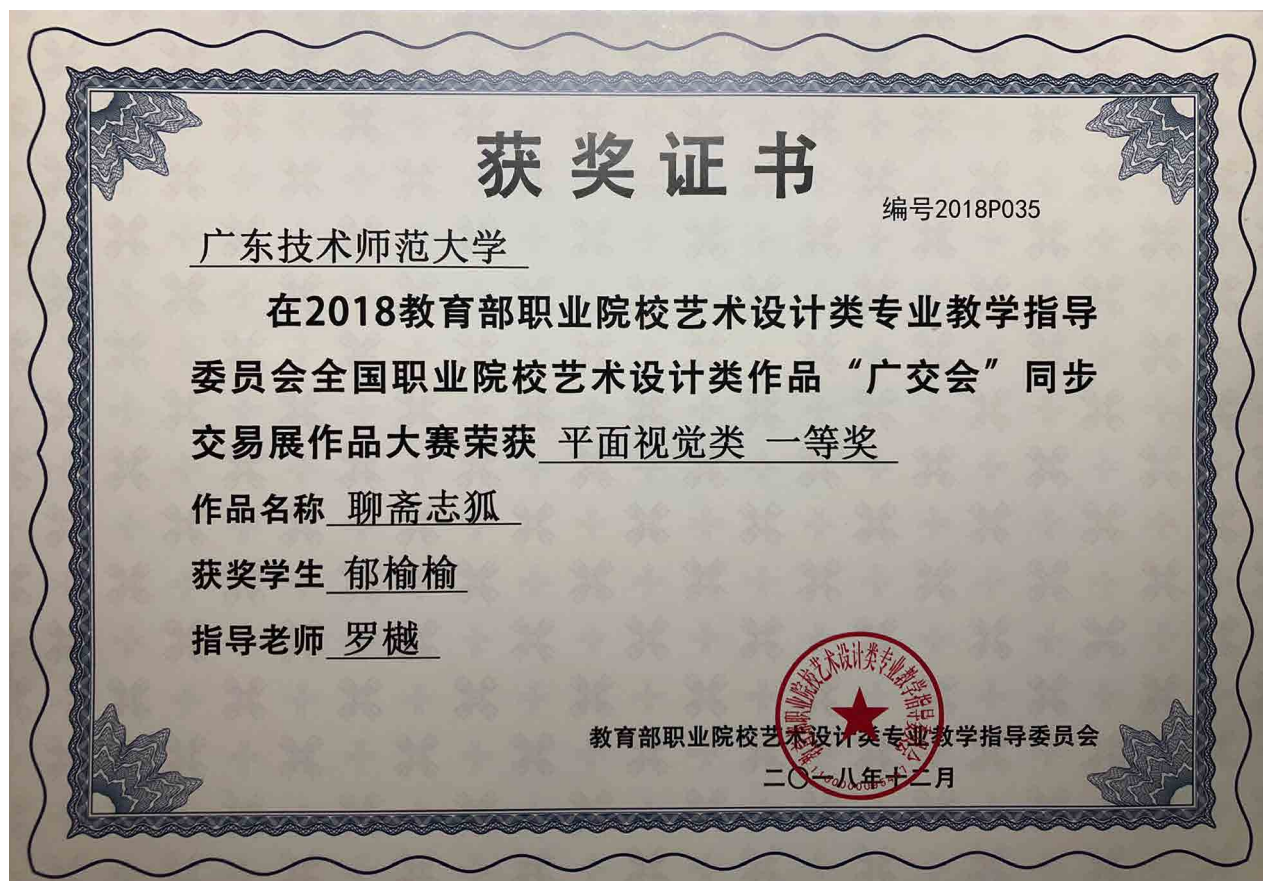 获奖证书
编号2018P035
广东技术师范大学
在2018教育部职业院校艺术设计类专业教学指导
委员会全国职业院校艺术设计类作品“广交会”同步
交易展作品大赛荣获 平面视觉类 一等奖
作品名称 聊斋志狐
获奖学生 郁榆榆
指导老师 罗樾
教育部职业院校艺术设计类专业教学指导委员会
二〇一八年十二月